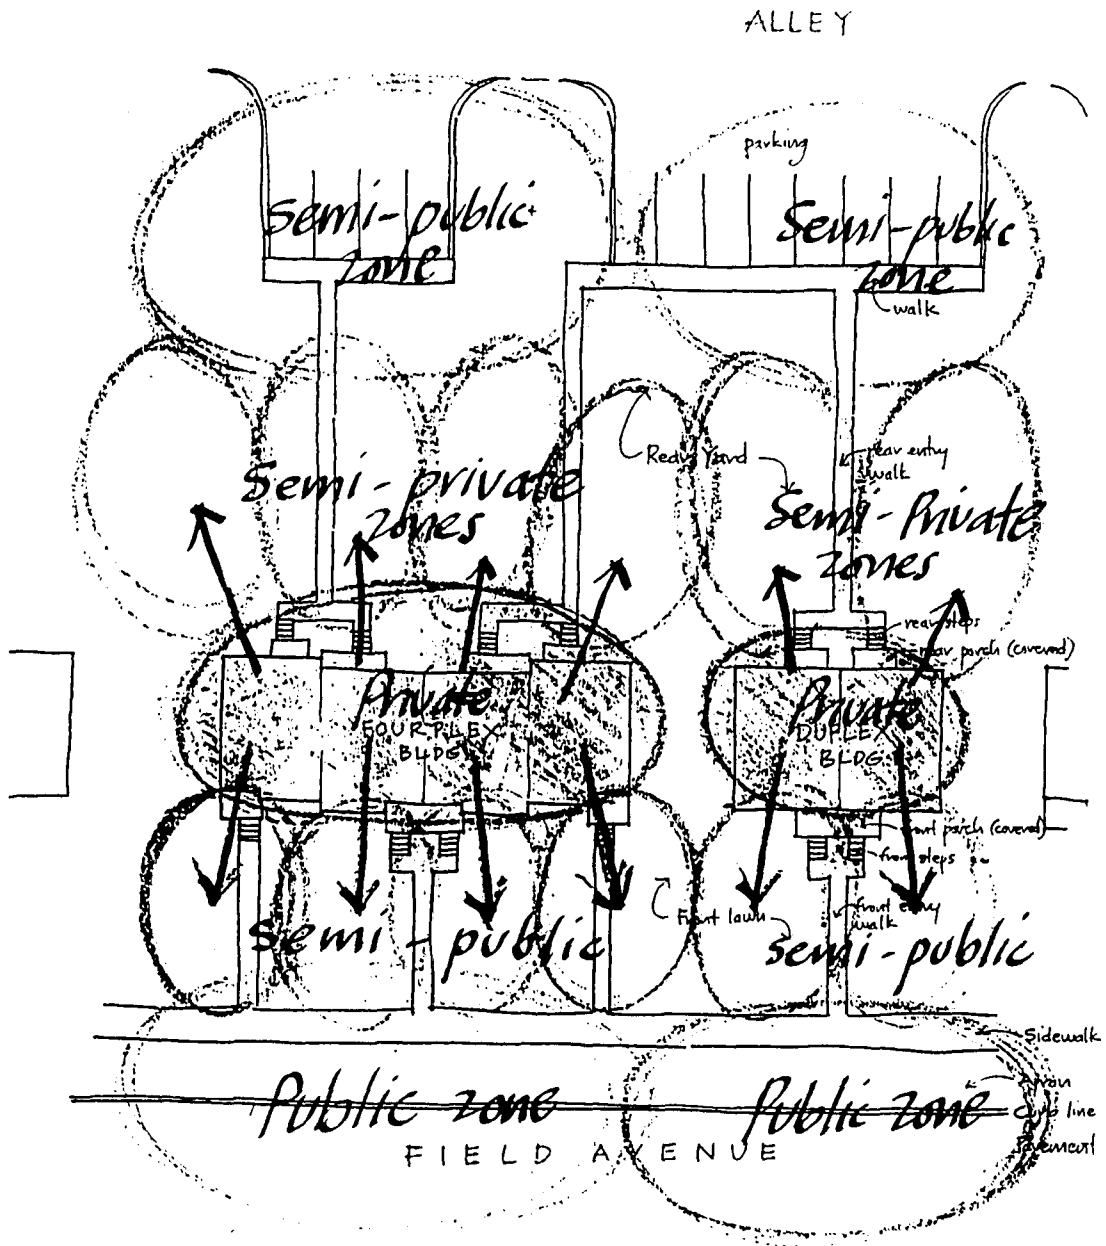 ALLEY
parking
Semi-public
zone
Semi-public
zone
walk
Rear Yard
rear entry
walk
Semi-private
zones
Semi-Private
zones
rear steps
rear porch (covered)
Private
FOURPLEX
BLDG.
Private
DUPLEX
BLDG.
front porch (covered)
front steps
Front lawn
front entry
walk
Semi-public
semi-public
Sidewalk
Public zone
Public zone
Apron
Curb line
pavement
FIELD AVENUE